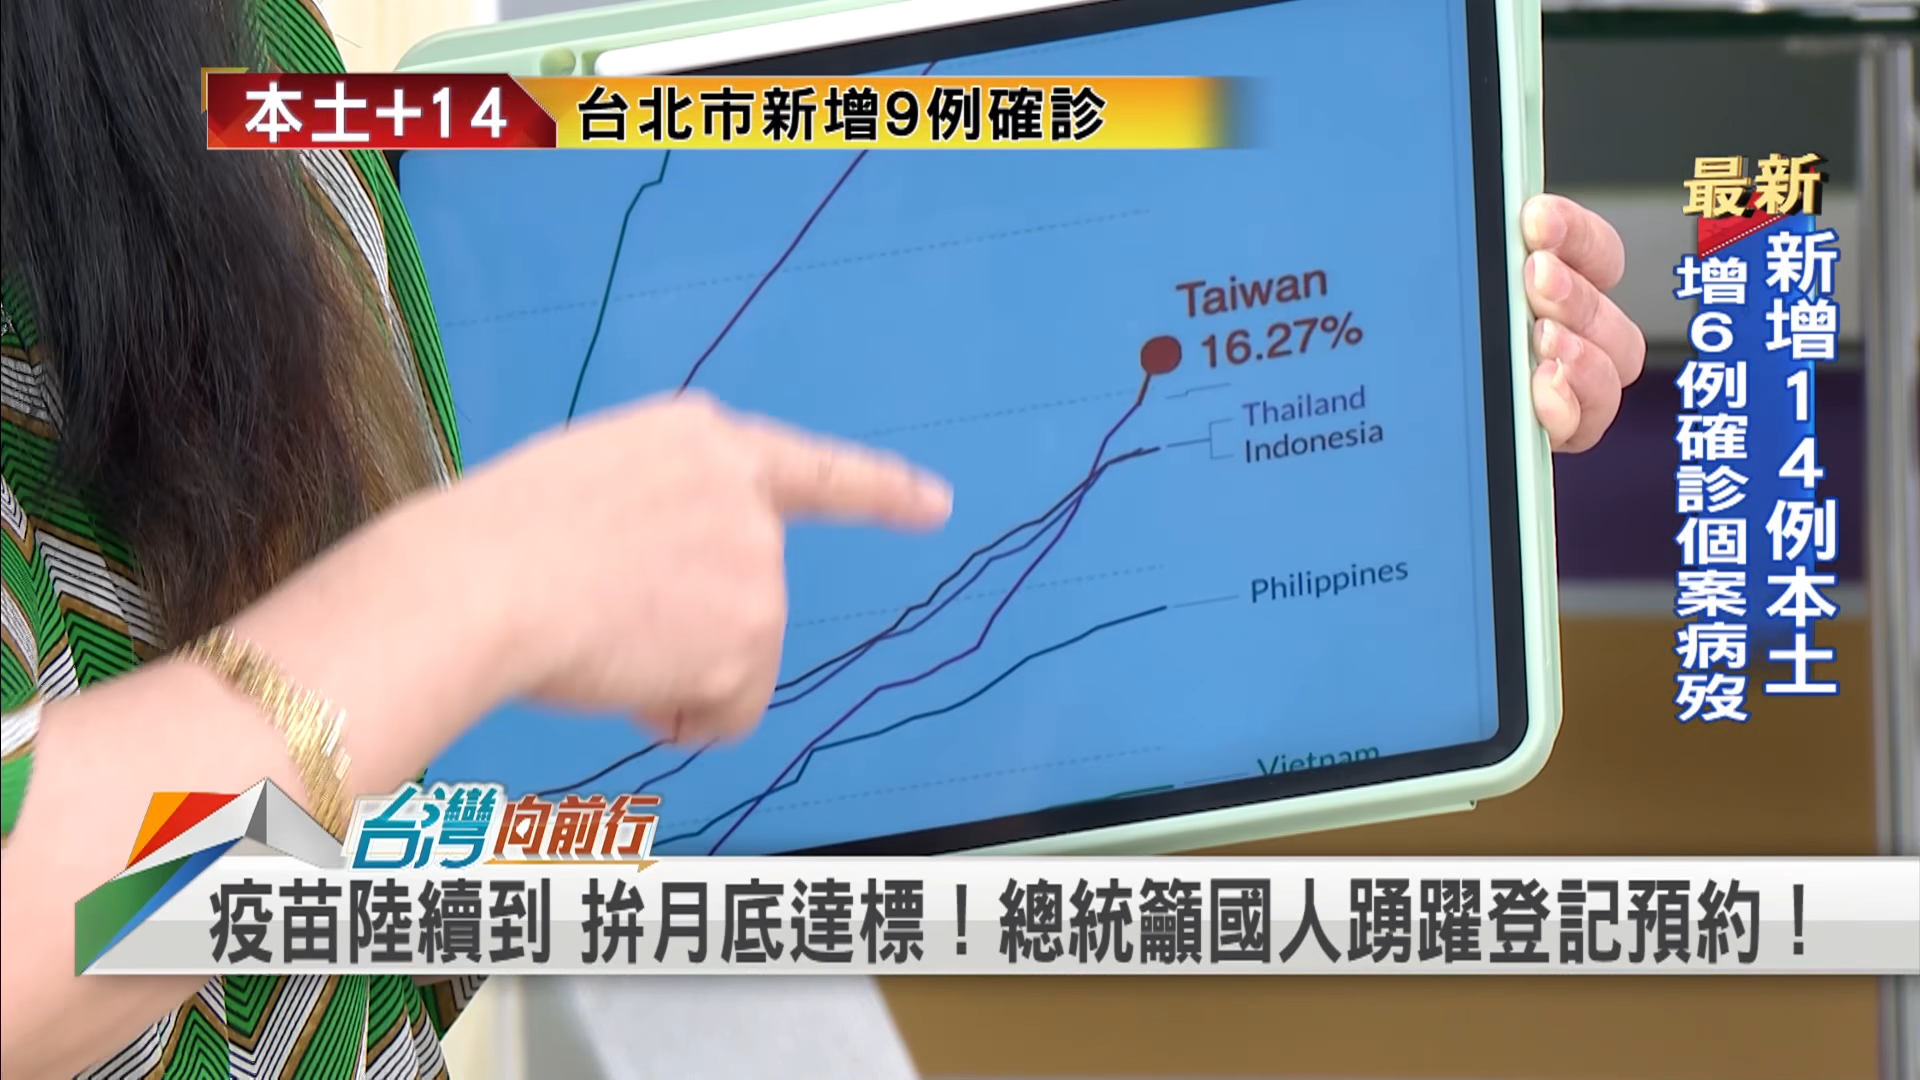 本土+14 台北市新增9例確診
最新
新增14例本土
增6例確診個案病歿
Taiwan
16.27%
Thailand
Indonesia
Philippines
Vietnam
台灣向前行
疫苗陸續到 拚月底達標！總統籲國人踴躍登記預約！